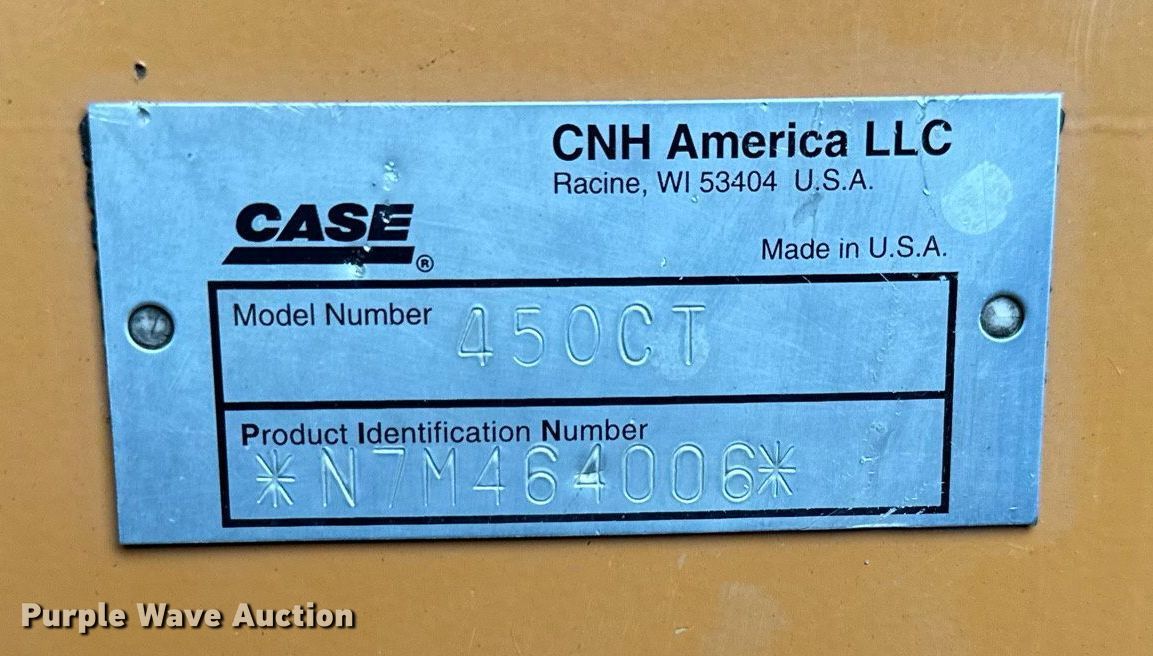 CNH America LLC
Racine, WI 53404 U.S.A.
CASE®
Made in U.S.A.
Model Number 450CT
Product Identification Number
*N7M464006*
Purple Wave Auction